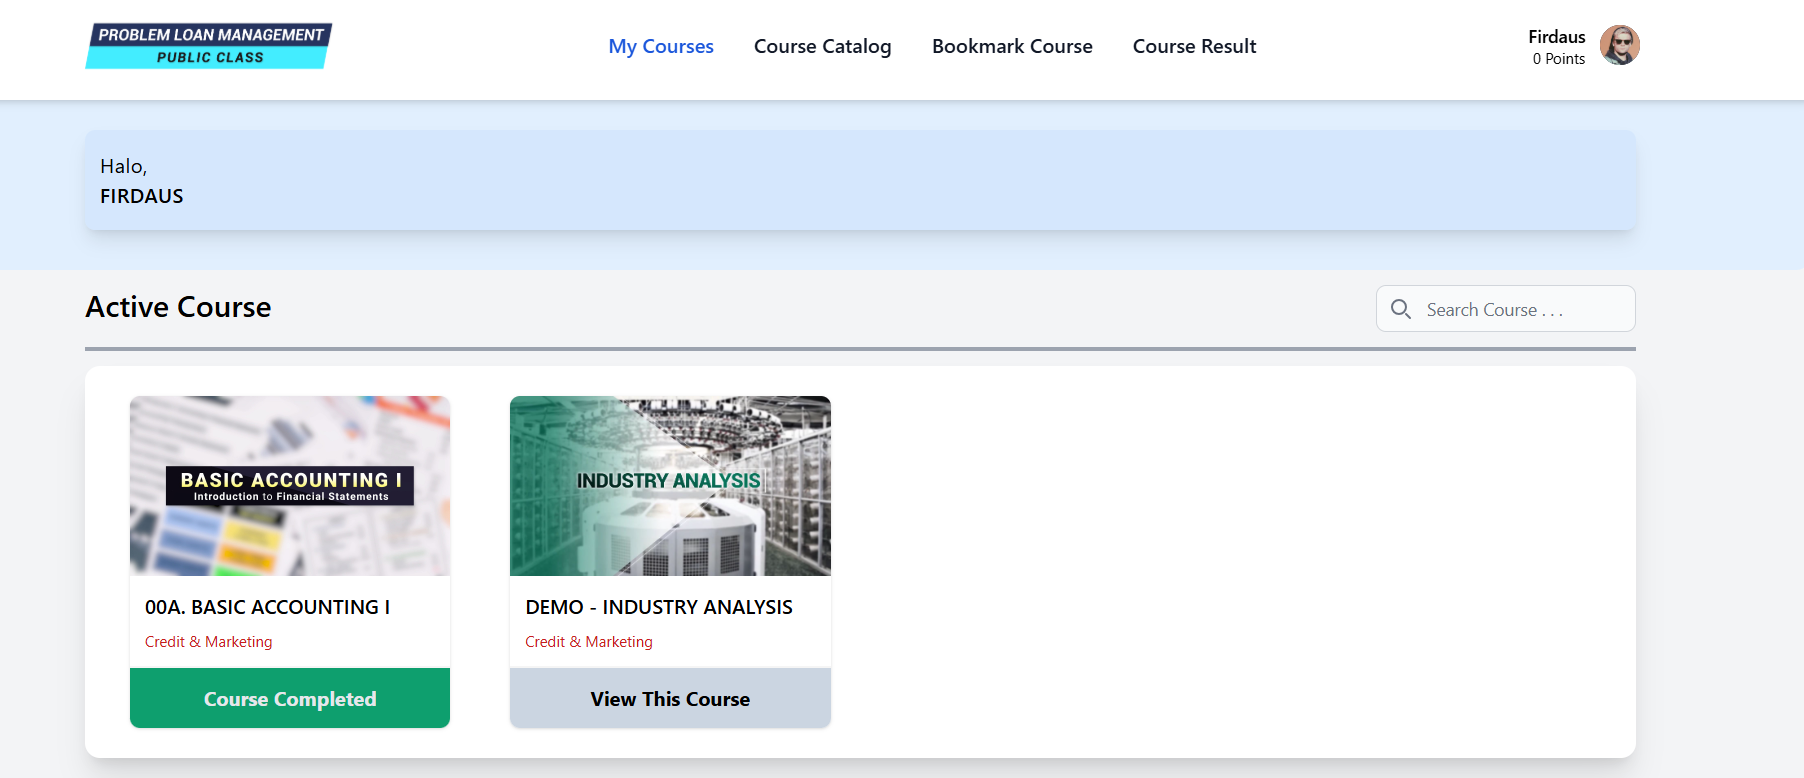 PROBLEM LOAN MANAGEMENT
PUBLIC CLASS
My Courses
Course Catalog
Bookmark Course
Course Result
Firdaus
0 Points
Halo,
FIRDAUS
Active Course
Search Course . . .
BASIC ACCOUNTING I
Introduction to Financial Statements
00A. BASIC ACCOUNTING I
Credit & Marketing
Course Completed
INDUSTRY ANALYSIS
DEMO - INDUSTRY ANALYSIS
Credit & Marketing
View This Course